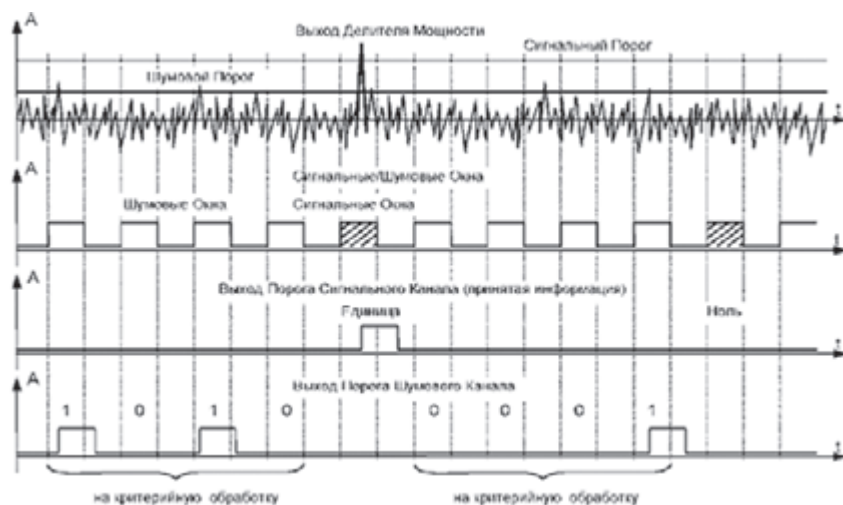 А
Выход Делителя Мощности
Сигнальный Порог
Шумовой Порог
t
А
Сигнальные/Шумовые Окна
Шумовые Окна
Сигнальные Окна
t
А
Выход Порога Сигнального Канала (принятая информация)
Единица
Ноль
t
А
Выход Порога Шумового Канала
1 0 1 0 0 0 0 1
t
на критерийную обработку
на критерийную обработку